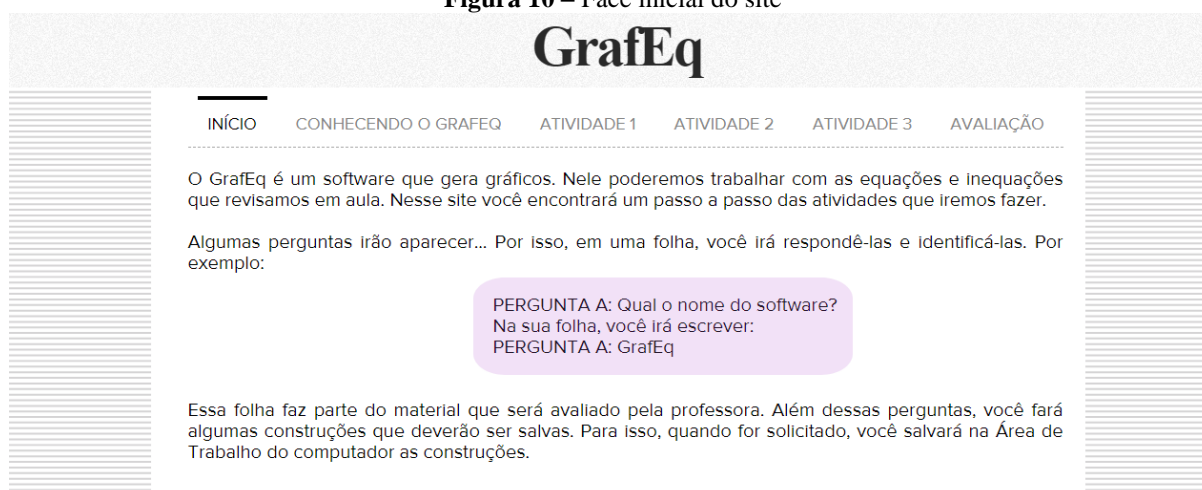 Figura 10 – Face inicial do site
GrafEq
INÍCIO CONHECENDO O GRAFEQ ATIVIDADE 1 ATIVIDADE 2 ATIVIDADE 3 AVALIAÇÃO
O GrafEq é um software que gera gráficos. Nele poderemos trabalhar com as equações e inequações
que revisamos em aula. Nesse site você encontrará um passo a passo das atividades que iremos fazer.
Algumas perguntas irão aparecer... Por isso, em uma folha, você irá respondê-las e identificá-las. Por
exemplo:
PERGUNTA A: Qual o nome do software?
Na sua folha, você irá escrever:
PERGUNTA A: GrafEq
Essa folha faz parte do material que será avaliado pela professora. Além dessas perguntas, você fará
algumas construções que deverão ser salvas. Para isso, quando for solicitado, você salvará na Área de
Trabalho do computador as construções.